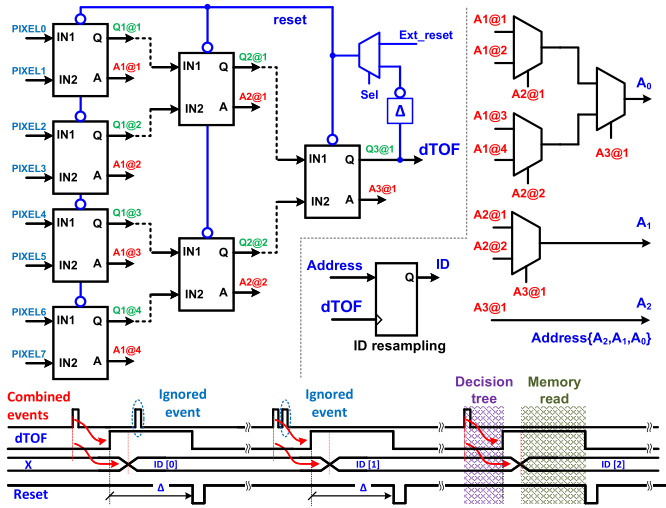 reset
PIXEL0
IN1
Q
Q1@1
PIXEL1
IN2
A
A1@1
PIXEL2
IN1
Q
Q1@2
PIXEL3
IN2
A
A1@2
PIXEL4
IN1
Q
Q1@3
PIXEL5
IN2
A
A1@3
PIXEL6
IN1
Q
Q1@4
PIXEL7
IN2
A
A1@4
IN1
Q
Q2@1
IN2
A
A2@1
IN1
Q
Q2@2
IN2
A
A2@2
Ext_reset
Sel
Δ
IN1
Q
Q3@1
dTOF
IN2
A
A3@1
Address
Q
ID
dTOF
ID resampling
A1@1
A1@2
A2@1
A0
A1@3
A1@4
A3@1
A2@2
A2@1
A1
A2@2
A3@1
A3@1
A2
Address{A2,A1,A0}
Combined events
Ignored event
Ignored event
Decision tree
Memory read
dTOF
X
ID [0]
ID [1]
ID [2]
Reset
Δ
Δ